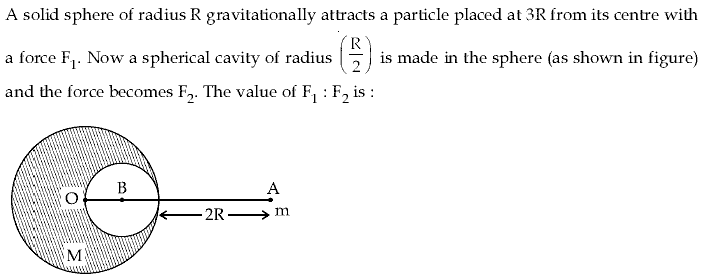 A solid sphere of radius R gravitationally attracts a particle placed at 3R from its centre with
a force F₁. Now a spherical cavity of radius (R/2) is made in the sphere (as shown in figure)
and the force becomes F₂. The value of F₁ : F₂ is :
B
A
O
2R
m
M